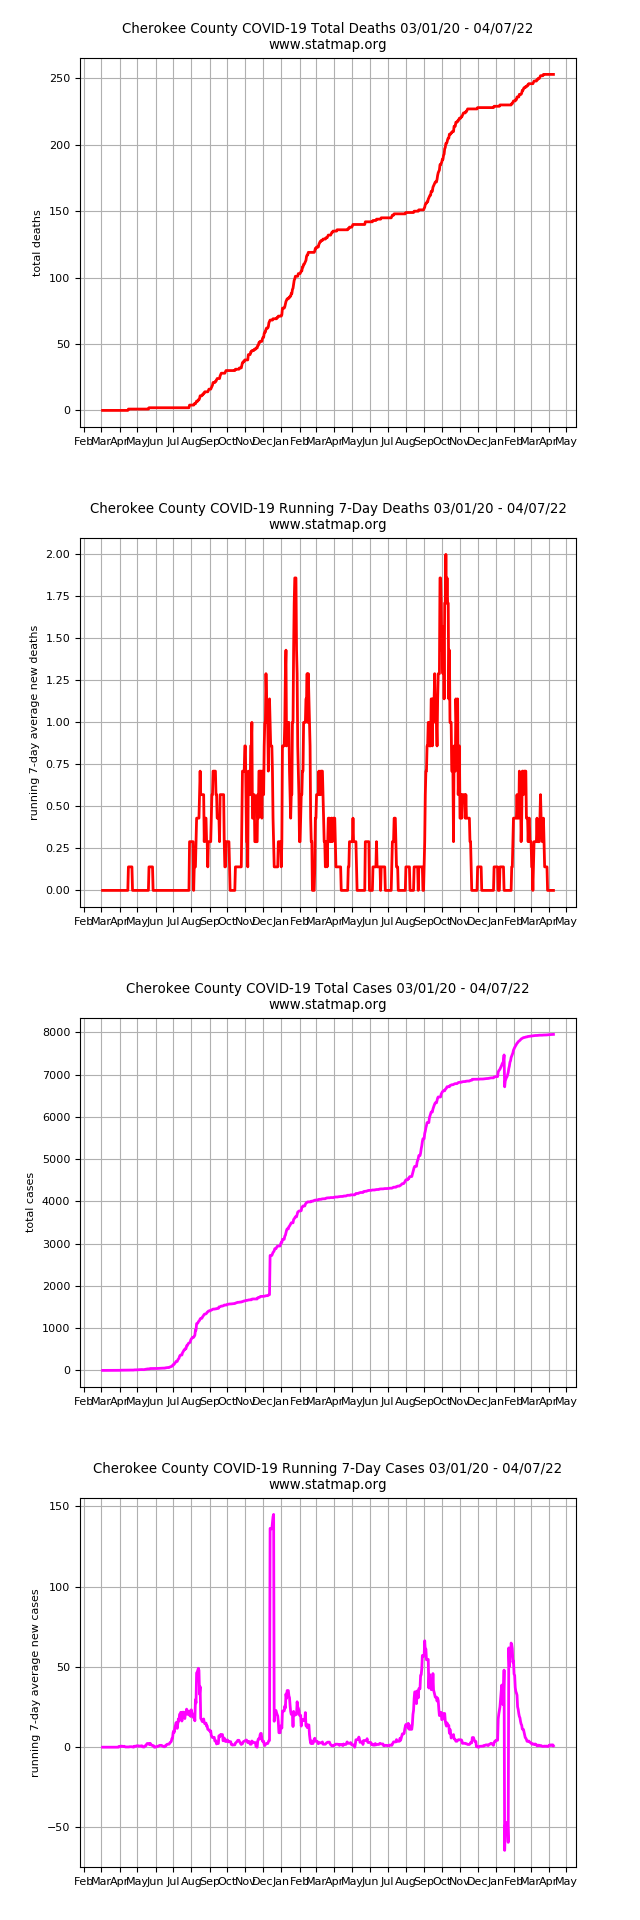 Cherokee County COVID-19 Total Deaths 03/01/20 - 04/07/22
www.statmap.org
250
200
150
100
50
0
total deaths
Feb Mar Apr May Jun Jul Aug Sep Oct Nov Dec Jan Feb Mar Apr May Jun Jul Aug Sep Oct Nov Dec Jan Feb Mar Apr May
Cherokee County COVID-19 Running 7-Day Deaths 03/01/20 - 04/07/22
www.statmap.org
2.00
1.75
1.50
1.25
1.00
0.75
0.50
0.25
0.00
running 7-day average new deaths
Feb Mar Apr May Jun Jul Aug Sep Oct Nov Dec Jan Feb Mar Apr May Jun Jul Aug Sep Oct Nov Dec Jan Feb Mar Apr May
Cherokee County COVID-19 Total Cases 03/01/20 - 04/07/22
www.statmap.org
8000
7000
6000
5000
4000
3000
2000
1000
0
total cases
Feb Mar Apr May Jun Jul Aug Sep Oct Nov Dec Jan Feb Mar Apr May Jun Jul Aug Sep Oct Nov Dec Jan Feb Mar Apr May
Cherokee County COVID-19 Running 7-Day Cases 03/01/20 - 04/07/22
www.statmap.org
150
100
50
0
−50
running 7-day average new cases
Feb Mar Apr May Jun Jul Aug Sep Oct Nov Dec Jan Feb Mar Apr May Jun Jul Aug Sep Oct Nov Dec Jan Feb Mar Apr May